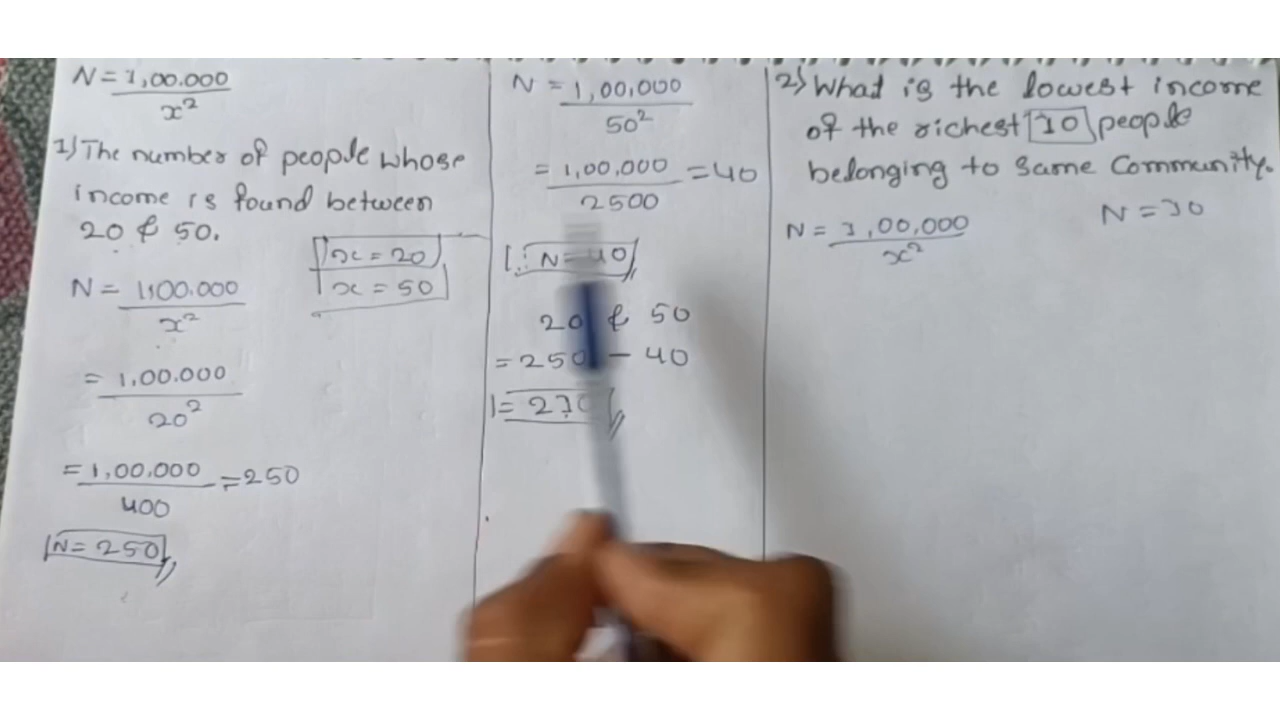 N = 1,00.000
x²
1) The number of people whose
income is found between
20 & 50.
x = 20
x = 50
N = 1,00.000
x²
= 1,00.000
20²
= 1,00.000 = 250
400
N = 250
N = 1,00,000
50²
= 1,00,000 = 40
2500
∴ N = 40
20 & 50
= 250 - 40
2) What is the lowest income
of the richest 10 people
belonging to same Community.
N = 1,00,000
x²
N = 10